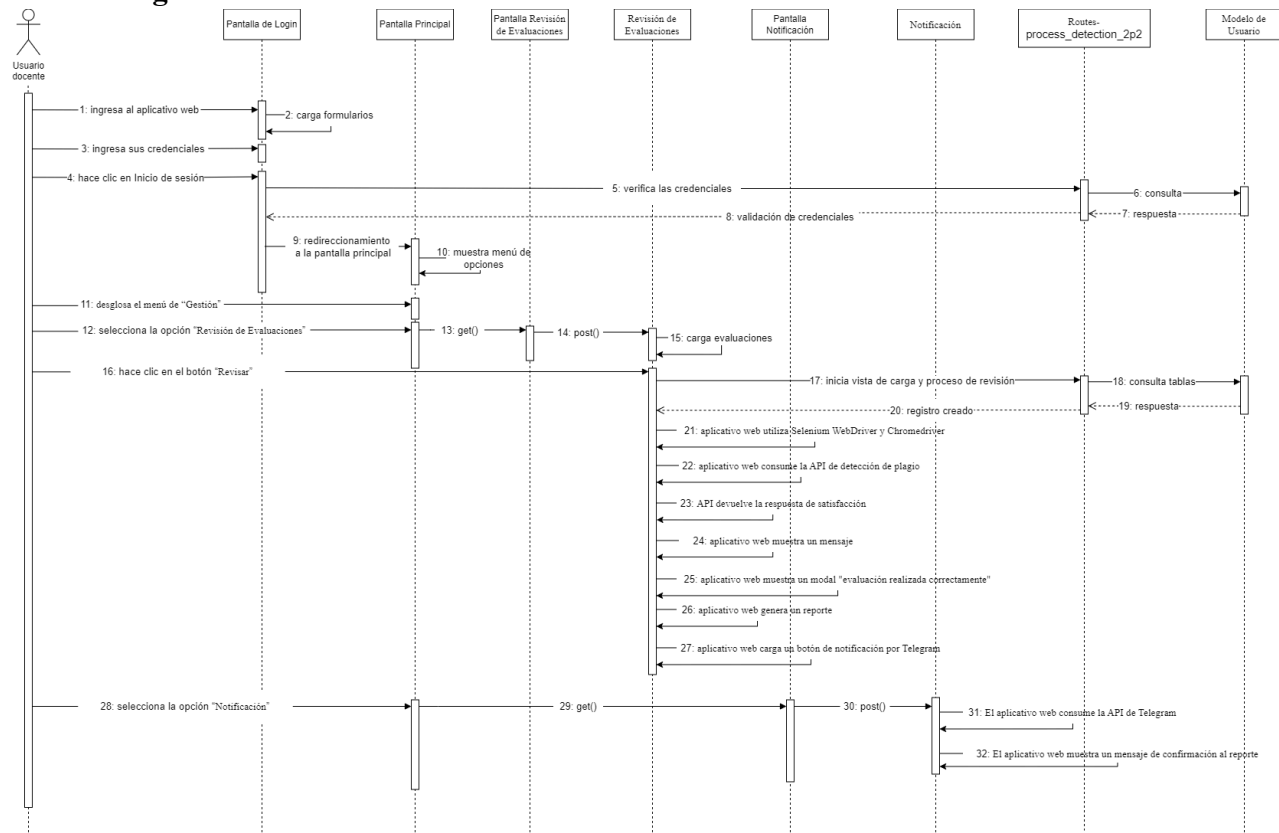 Pantalla de Login
Pantalla Principal
Pantalla Revisión
de Evaluaciones
Revisión de
Evaluaciones
Pantalla
Notificación
Notificación
Routes-
process_detection_2p2
Modelo de
Usuario
Usuario
docente
1: ingresa al aplicativo web
2: carga formularios
3: ingresa sus credenciales
4: hace clic en Inicio de sesión
5: verifica las credenciales
6: consulta
7: respuesta
8: validación de credenciales
9: redireccionamiento
a la pantalla principal
10: muestra menú de
opciones
11: desglosa el menú de “Gestión”
12: selecciona la opción “Revisión de Evaluaciones”
13: get()
14: post()
15: carga evaluaciones
16: hace clic en el botón “Revisar”
17: inicia vista de carga y proceso de revisión
18: consulta tablas
19: respuesta
20: registro creado
21: aplicativo web utiliza Selenium WebDriver y Chromedriver
22: aplicativo web consume la API de detección de plagio
23: API devuelve la respuesta de satisfacción
24: aplicativo web muestra un mensaje
25: aplicativo web muestra un modal "evaluación realizada correctamente"
26: aplicativo web genera un reporte
27: aplicativo web carga un botón de notificación por Telegram
28: selecciona la opción “Notificación”
29: get()
30: post()
31: El aplicativo web consume la API de Telegram
32: El aplicativo web muestra un mensaje de confirmación al reporte